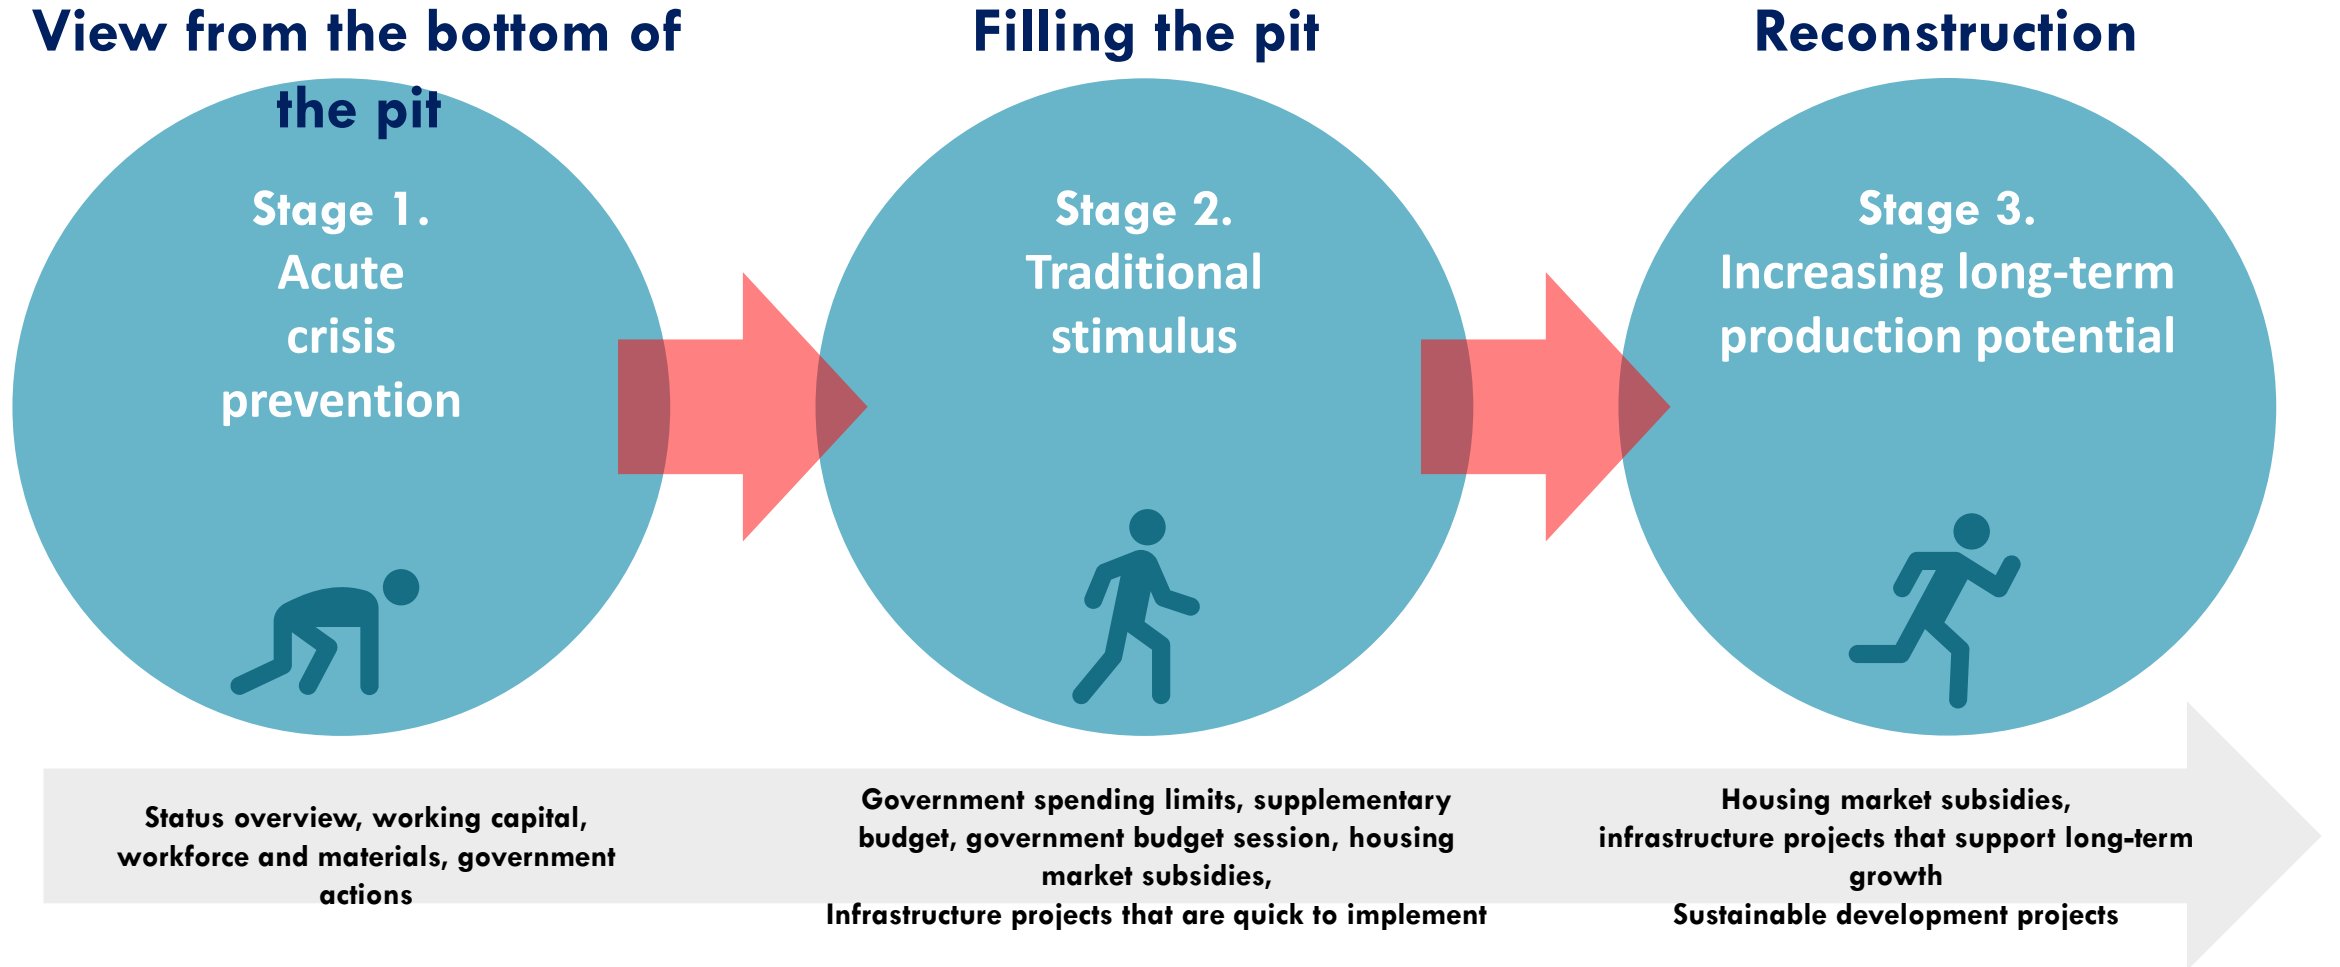 View from the bottom of
the pit
Stage 1.
Acute
crisis
prevention
Status overview, working capital,
workforce and materials, government
actions
Filling the pit
Stage 2.
Traditional
stimulus
Government spending limits, supplementary
budget, government budget session, housing
market subsidies,
Infrastructure projects that are quick to implement
Reconstruction
Stage 3.
Increasing long-term
production potential
Housing market subsidies,
infrastructure projects that support long-term
growth
Sustainable development projects